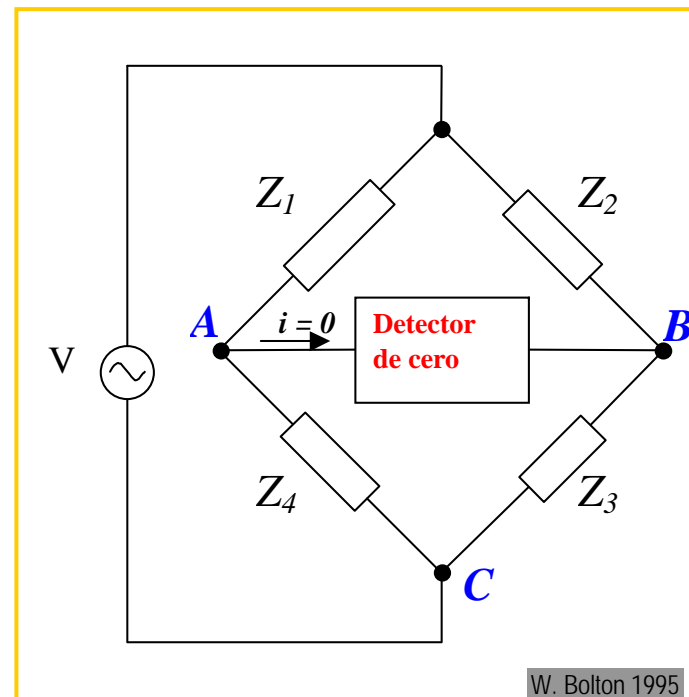 Z1
Z2
A
i = 0
Detector
de cero
B
V
Z4
Z3
C
W. Bolton 1995